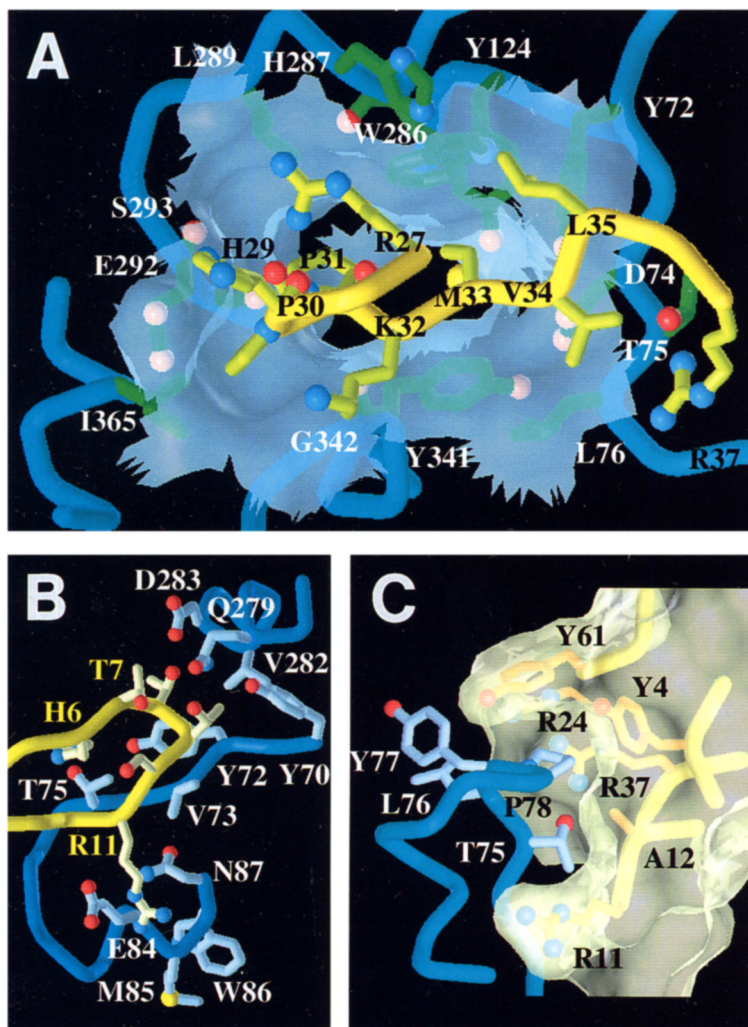 A
L289
H287
Y124
Y72
W286
S293
H29
R27
L35
E292
P31
P30
M33
V34
D74
K32
T75
I365
G342
Y341
L76
R37
B
D283
Q279
T7
V282
H6
T75
Y72
Y70
V73
R11
N87
E84
M85
W86
C
Y61
Y4
R24
Y77
R37
L76
P78
T75
A12
R11